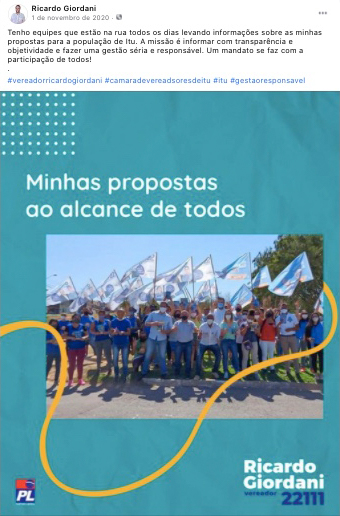 Ricardo Giordani
1 de novembro de 2020 ·
Tenho equipes que estão na rua todos os dias levando informações sobre as minhas
propostas para a população de Itu. A missão é informar com transparência e
objetividade e fazer uma gestão séria e responsável. Um mandato se faz com a
participação de todos!
.
#vereadorricardogiordani #camaradevereadsoresdeitu #itu #gestaoresponsavel
Minhas propostas
ao alcance de todos
Ricardo
Giordani
vereador 22111
PL